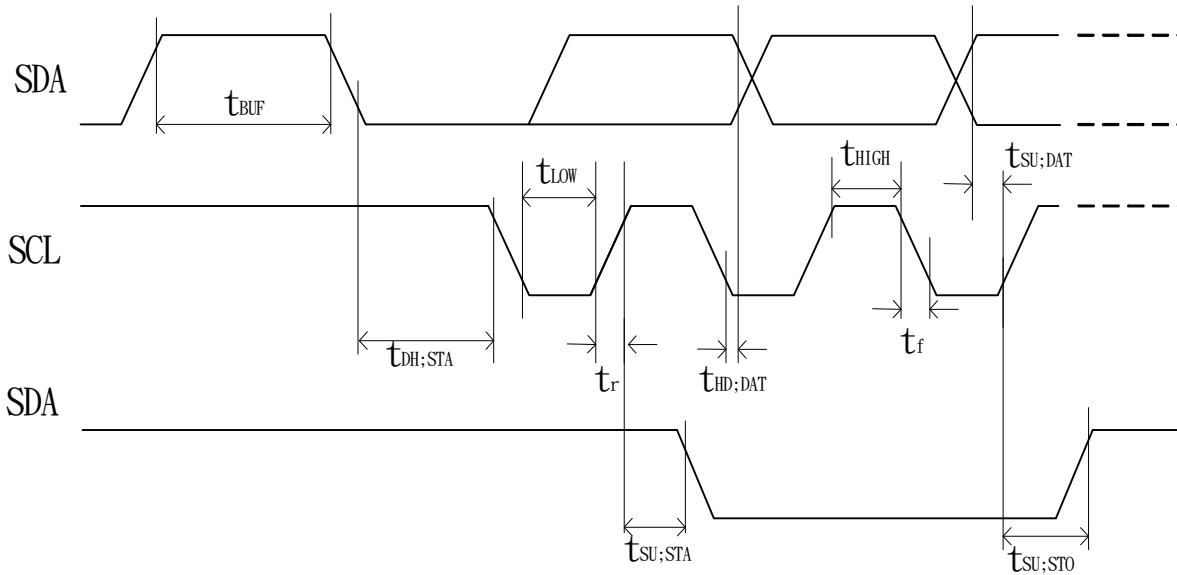 SDA
tBUF
tLOW
tHIGH
tSU;DAT
SCL
tDH;STA
tr
tHD;DAT
tf
SDA
tSU;STA
tSU;STO